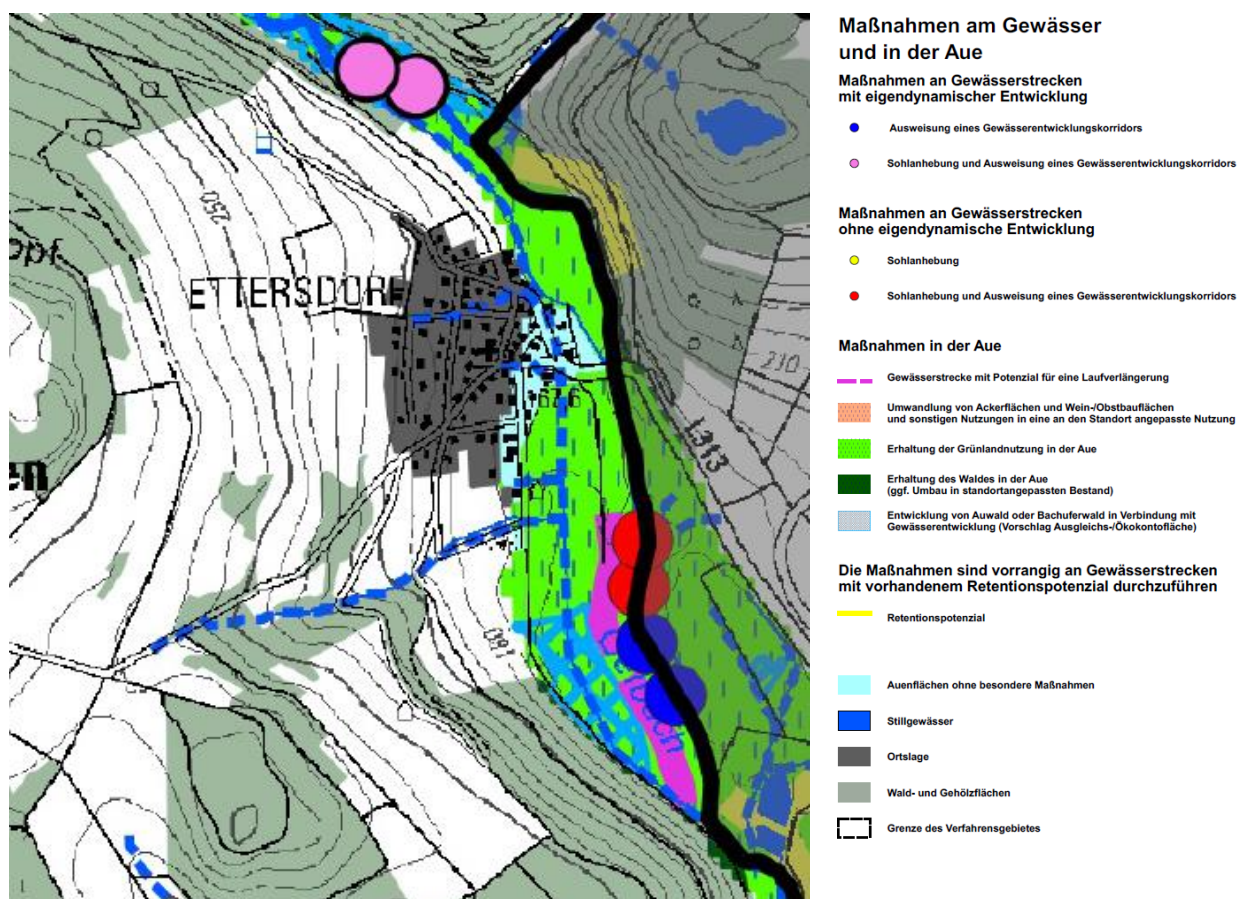 250
opf
ETTERSDORF
en
167,6
210
L313
180
Maßnahmen am Gewässer
und in der Aue
Maßnahmen an Gewässerstrecken
mit eigendynamischer Entwicklung
Ausweisung eines Gewässerentwicklungskorridors
Sohlanhebung und Ausweisung eines Gewässerentwicklungskorridors
Maßnahmen an Gewässerstrecken
ohne eigendynamische Entwicklung
Sohlanhebung
Sohlanhebung und Ausweisung eines Gewässerentwicklungskorridors
Maßnahmen in der Aue
Gewässerstrecke mit Potenzial für eine Laufverlängerung
Umwandlung von Ackerflächen und Wein-/Obstbauflächen
und sonstigen Nutzungen in eine an den Standort angepasste Nutzung
Erhaltung der Grünlandnutzung in der Aue
Erhaltung des Waldes in der Aue
(ggf. Umbau in standortangepassten Bestand)
Entwicklung von Auwald oder Bachuferwald in Verbindung mit
Gewässerentwicklung (Vorschlag Ausgleichs-/Ökokontofläche)
Die Maßnahmen sind vorrangig an Gewässerstrecken
mit vorhandenem Retentionspotenzial durchzuführen
Retentionspotenzial
Auenflächen ohne besondere Maßnahmen
Stillgewässer
Ortslage
Wald- und Gehölzflächen
Grenze des Verfahrensgebietes